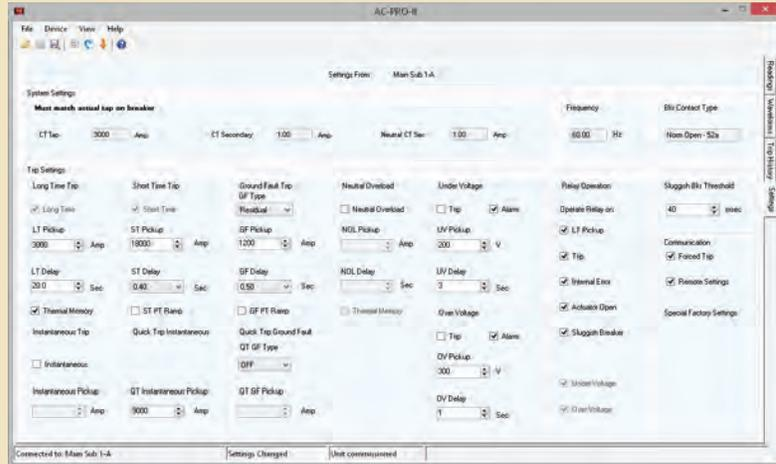 AC-PRO-II
File Device View Help
Settings From: Main Sub 1-A
System Settings
Must match actual tap on breaker
Frequency
Bkr Contact Type
CT Tap 3000 Amp
CT Secondary 1.00 Amp
Neutral CT Sec 1.00 Amp
60.00 Hz
Norm Open - 52a
Trip Settings
Long Time Trip
Short Time Trip
Ground Fault Trip
GF Type
Neutral Overload
Under Voltage
Relay Operation
Sluggish Bkr Threshold
Long Time
Short Time
Residual
Neutral Overload
Trip
Alarm
Operate Relay on:
40 msec
LT Pickup
ST Pickup
GF Pickup
NOL Pickup
UV Pickup
LT Pickup
Communication
3000 Amp
18000 Amp
1200 Amp
Amp
200 V
Trip
Forced Trip
LT Delay
ST Delay
GF Delay
NOL Delay
UV Delay
Internal Error
Remote Settings
20.0 Sec
0.40 Sec
0.50 Sec
Sec
3 Sec
Actuator Open
Thermal Memory
ST I²T Ramp
GF I²T Ramp
Thermal Memory
Over Voltage
Special Factory Settings
Instantaneous Trip
Quick Trip Instantaneous
Quick Trip Ground Fault
QT GF Type
Trip
Alarm
Sluggish Breaker
Instantaneous
OFF
OV Pickup
300 V
Under Voltage
Instantaneous Pickup
QT Instantaneous Pickup
QT GF Pickup
OV Delay
Over Voltage
Amp
9000 Amp
Amp
1 Sec
Connected to: Main Sub 1-A
Settings Changed
Unit commissioned
Readings
Waveforms
Trip History
Settings